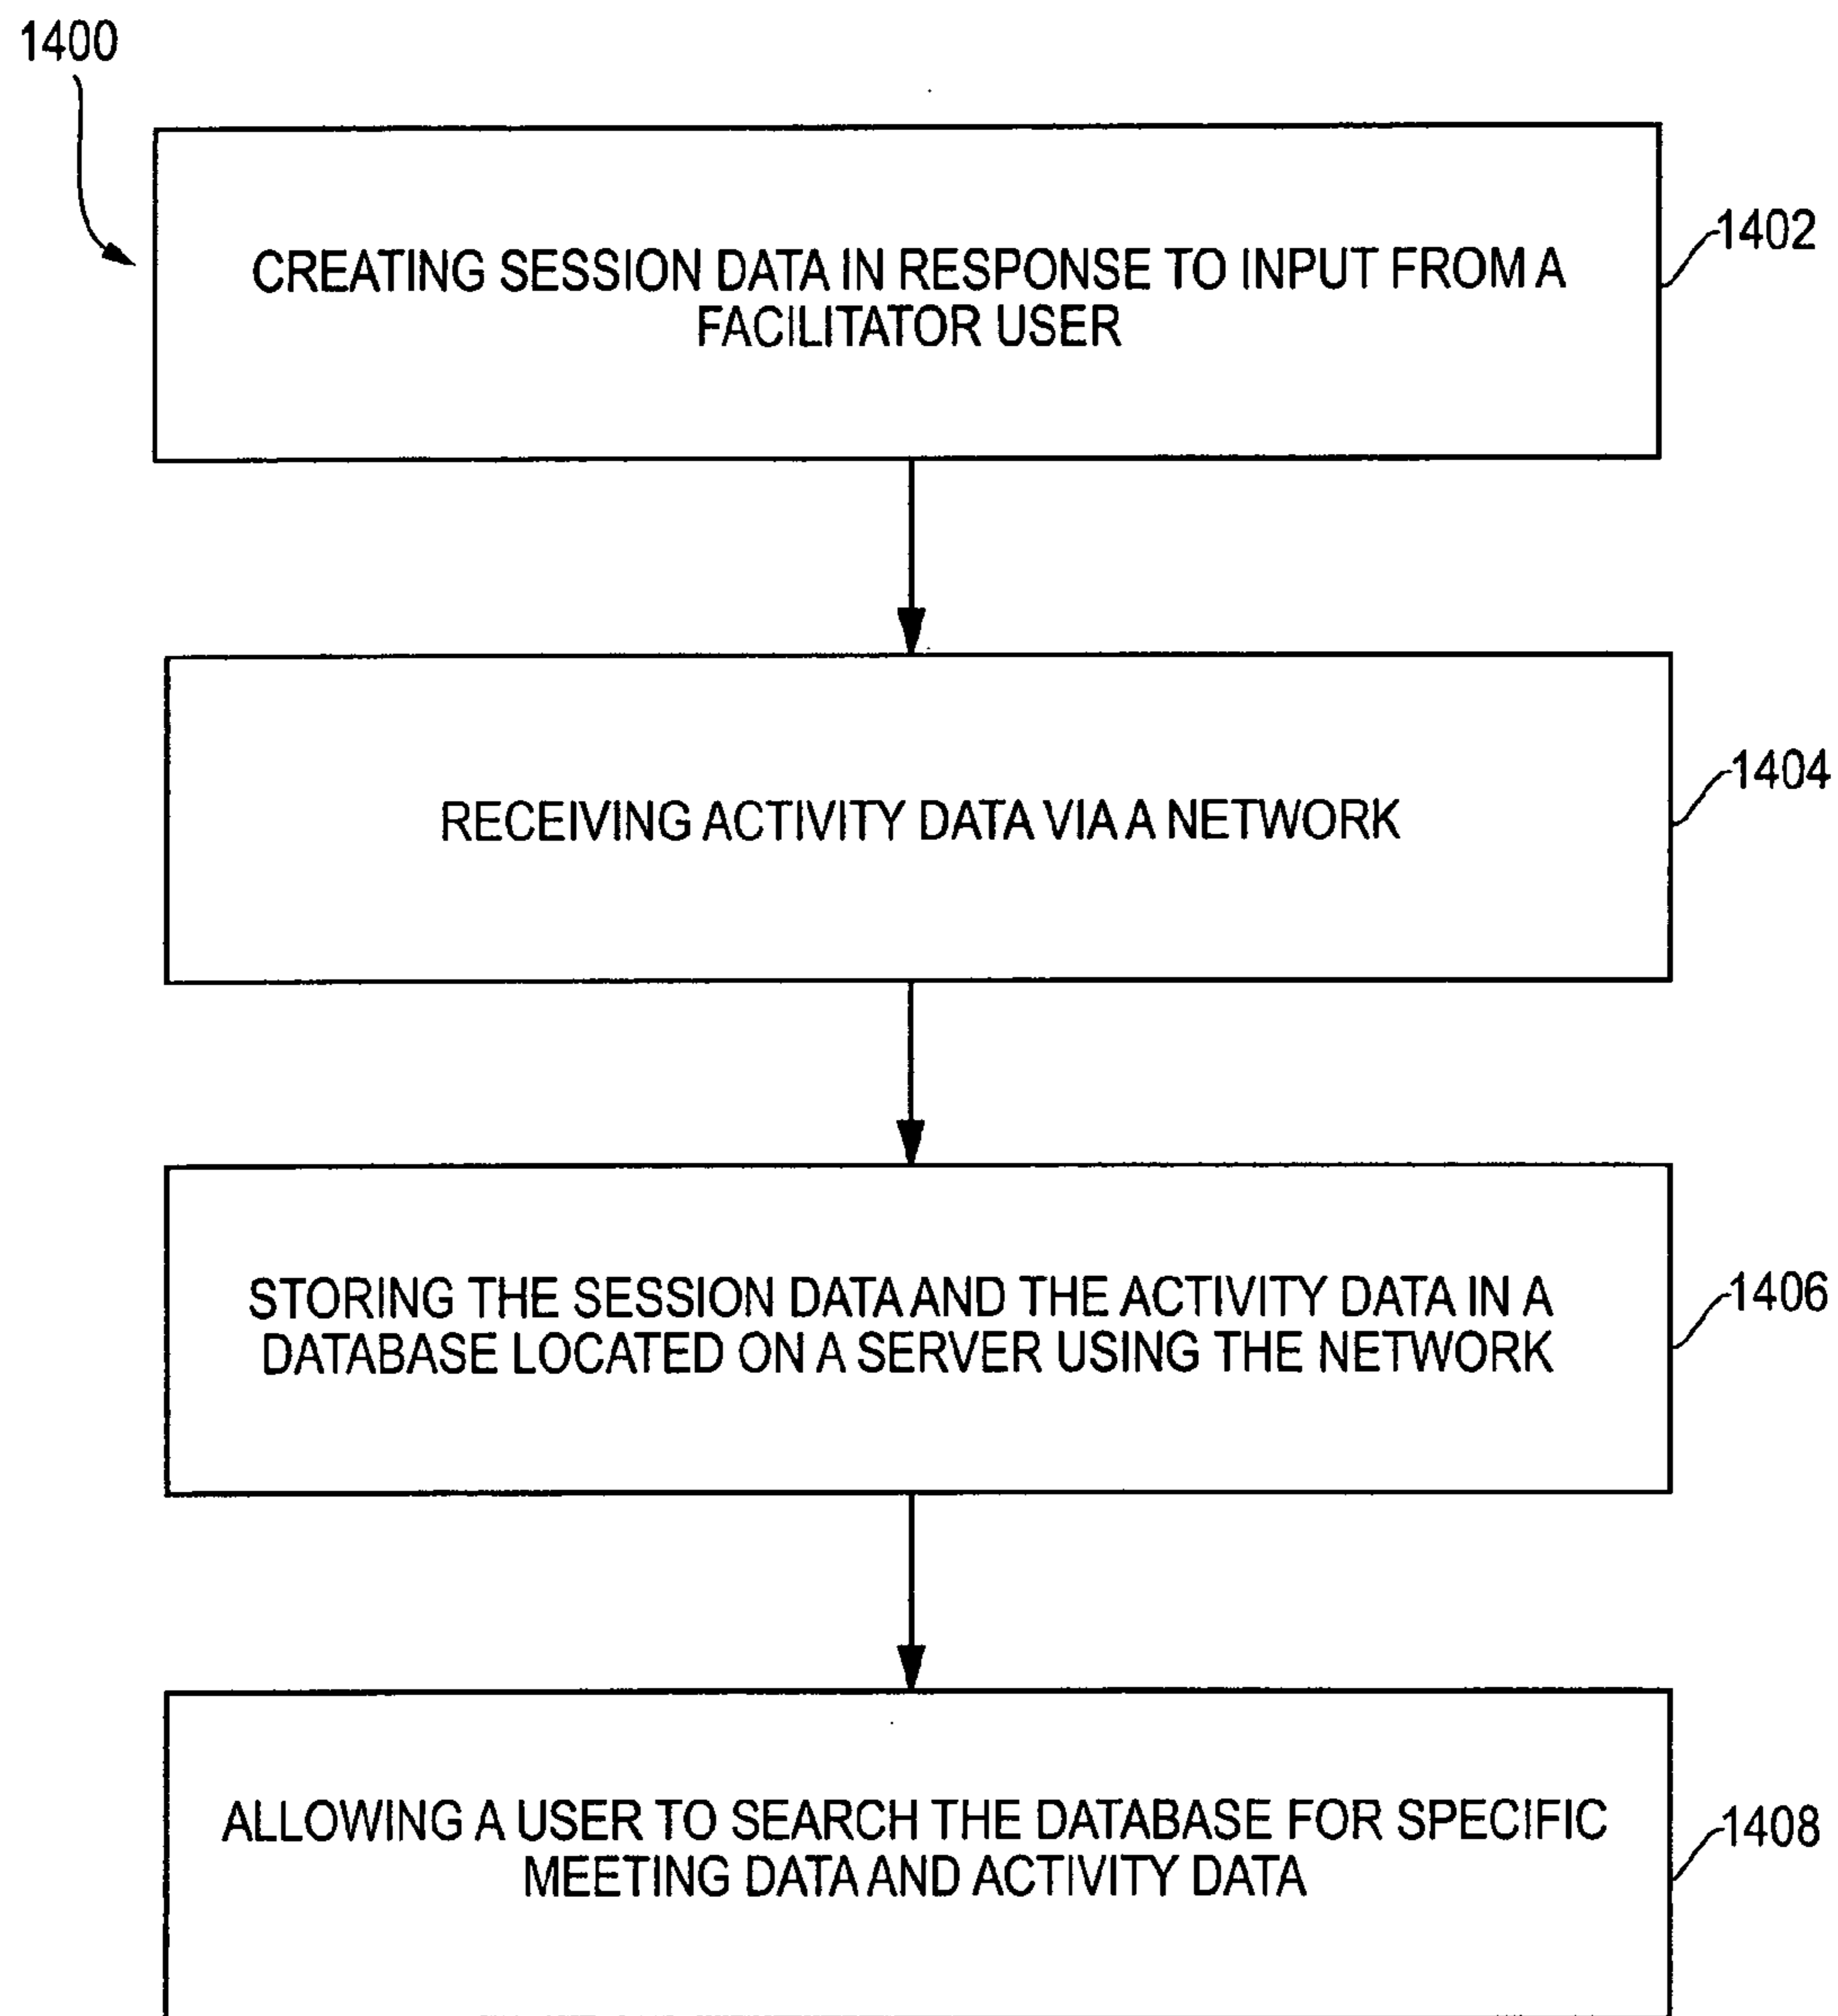 1400
CREATING SESSION DATA IN RESPONSE TO INPUT FROM A
FACILITATOR USER
1402
RECEIVING ACTIVITY DATA VIA A NETWORK
1404
STORING THE SESSION DATA AND THE ACTIVITY DATA IN A
DATABASE LOCATED ON A SERVER USING THE NETWORK
1406
ALLOWING A USER TO SEARCH THE DATABASE FOR SPECIFIC
MEETING DATA AND ACTIVITY DATA
1408